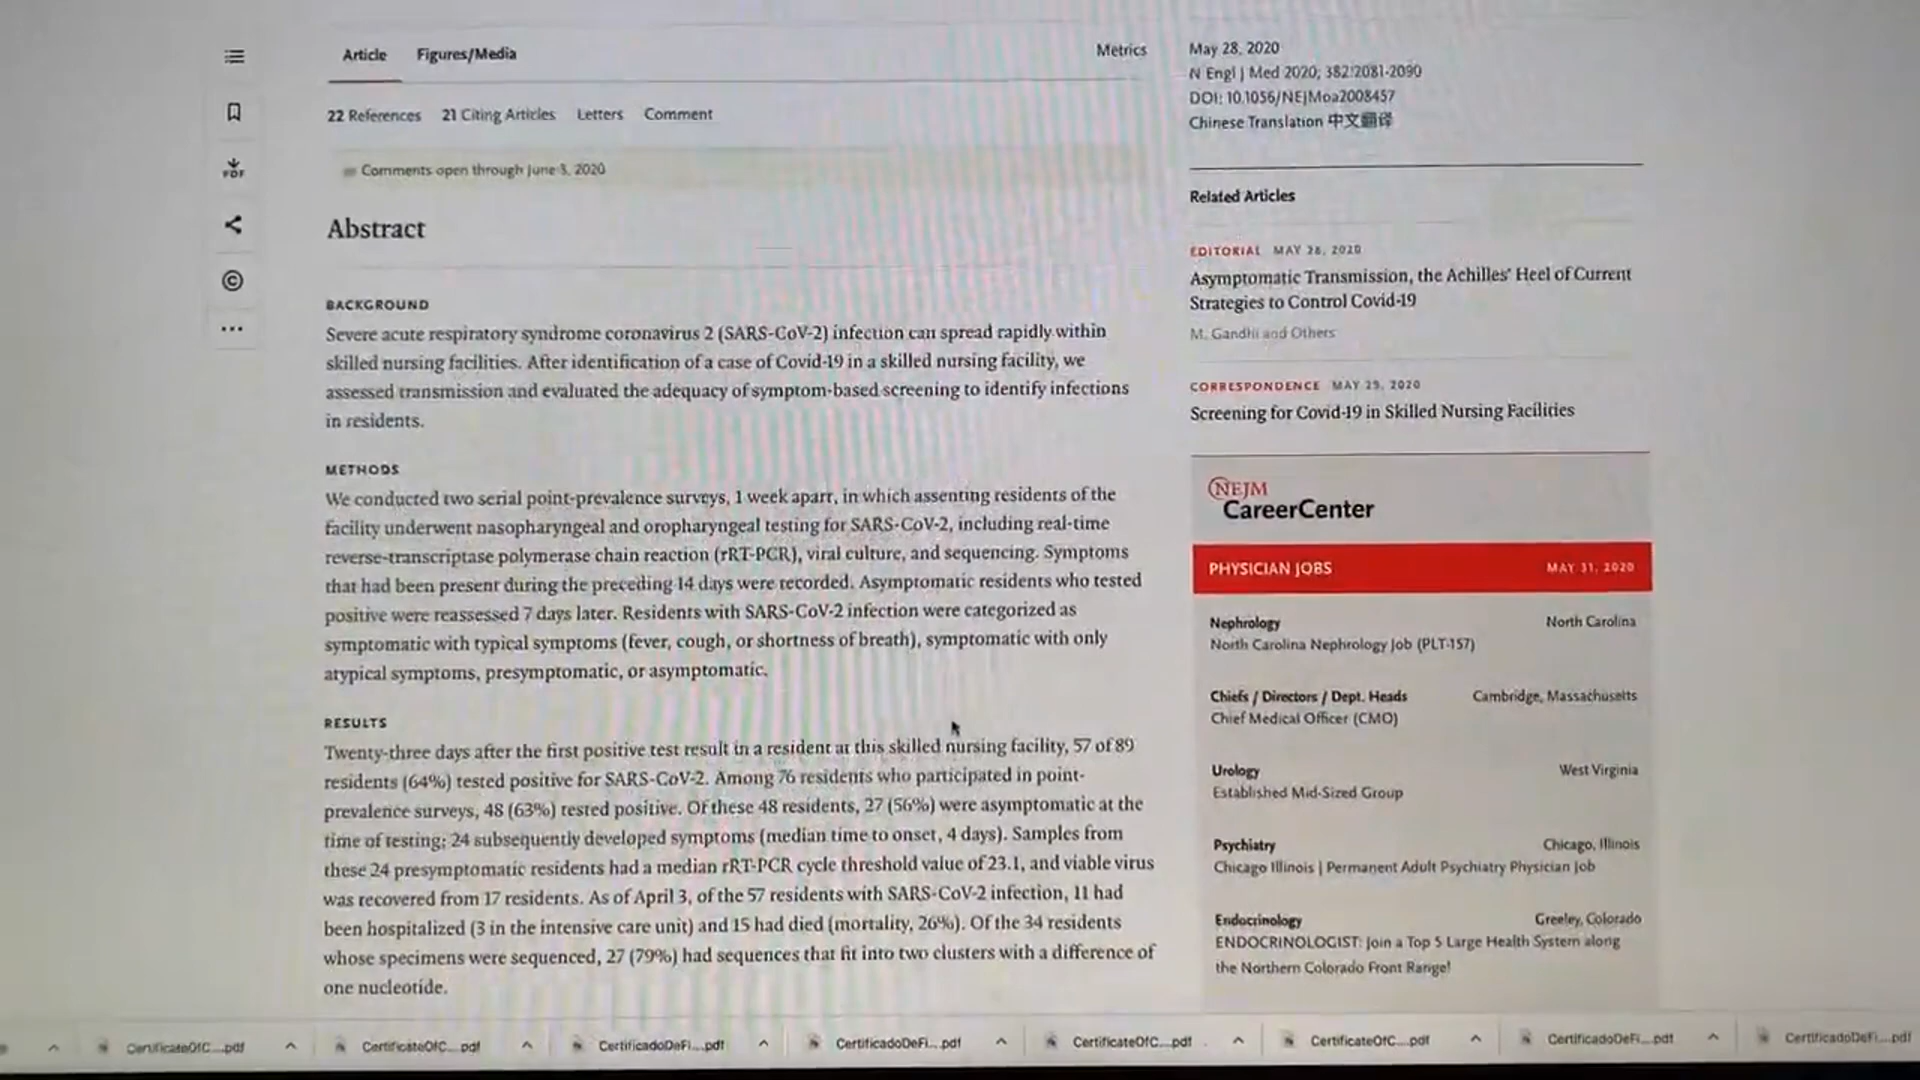 Article Figures/Media Metrics
22 References 21 Citing Articles Letters Comment
Comments open through June 3, 2020
Abstract
BACKGROUND
Severe acute respiratory syndrome coronavirus 2 (SARS-CoV-2) infection can spread rapidly within
skilled nursing facilities. After identification of a case of Covid-19 in a skilled nursing facility, we
assessed transmission and evaluated the adequacy of symptom-based screening to identify infections
in residents.
METHODS
We conducted two serial point-prevalence surveys, 1 week apart, in which assenting residents of the
facility underwent nasopharyngeal and oropharyngeal testing for SARS-CoV-2, including real-time
reverse-transcriptase polymerase chain reaction (rRT-PCR), viral culture, and sequencing. Symptoms
that had been present during the preceding 14 days were recorded. Asymptomatic residents who tested
positive were reassessed 7 days later. Residents with SARS-CoV-2 infection were categorized as
symptomatic with typical symptoms (fever, cough, or shortness of breath), symptomatic with only
atypical symptoms, presymptomatic, or asymptomatic.
RESULTS
Twenty-three days after the first positive test result in a resident at this skilled nursing facility, 57 of 89
residents (64%) tested positive for SARS-CoV-2. Among 76 residents who participated in point-
prevalence surveys, 48 (63%) tested positive. Of these 48 residents, 27 (56%) were asymptomatic at the
time of testing; 24 subsequently developed symptoms (median time to onset, 4 days). Samples from
these 24 presymptomatic residents had a median rRT-PCR cycle threshold value of 23.1, and viable virus
was recovered from 17 residents. As of April 3, of the 57 residents with SARS-CoV-2 infection, 11 had
been hospitalized (3 in the intensive care unit) and 15 had died (mortality, 26%). Of the 34 residents
whose specimens were sequenced, 27 (79%) had sequences that fit into two clusters with a difference of
one nucleotide.
May 28, 2020
N Engl J Med 2020; 382:2081-2090
DOI: 10.1056/NEJMoa2008457
Chinese Translation 中文翻译
Related Articles
EDITORIAL MAY 28, 2020
Asymptomatic Transmission, the Achilles' Heel of Current
Strategies to Control Covid-19
M. Gandhi and Others
CORRESPONDENCE MAY 29, 2020
Screening for Covid-19 in Skilled Nursing Facilities
NEJM
CareerCenter
PHYSICIAN JOBS MAY 31, 2020
Nephrology North Carolina
North Carolina Nephrology Job (PLT-157)
Chiefs / Directors / Dept. Heads Cambridge, Massachusetts
Chief Medical Officer (CMO)
Urology West Virginia
Established Mid-Sized Group
Psychiatry Chicago, Illinois
Chicago Illinois | Permanent Adult Psychiatry Physician Job
Endocrinology Greeley, Colorado
ENDOCRINOLOGIST: Join a Top 5 Large Health System along
the Northern Colorado Front Range!
PDF
CertificateOfC....pdf CertificateOfC....pdf CertificadoDeFi....pdf CertificadoDeFi....pdf CertificateOfC....pdf CertificateOfC....pdf CertificadoDeFi....pdf CertificadoDeFi....pdf